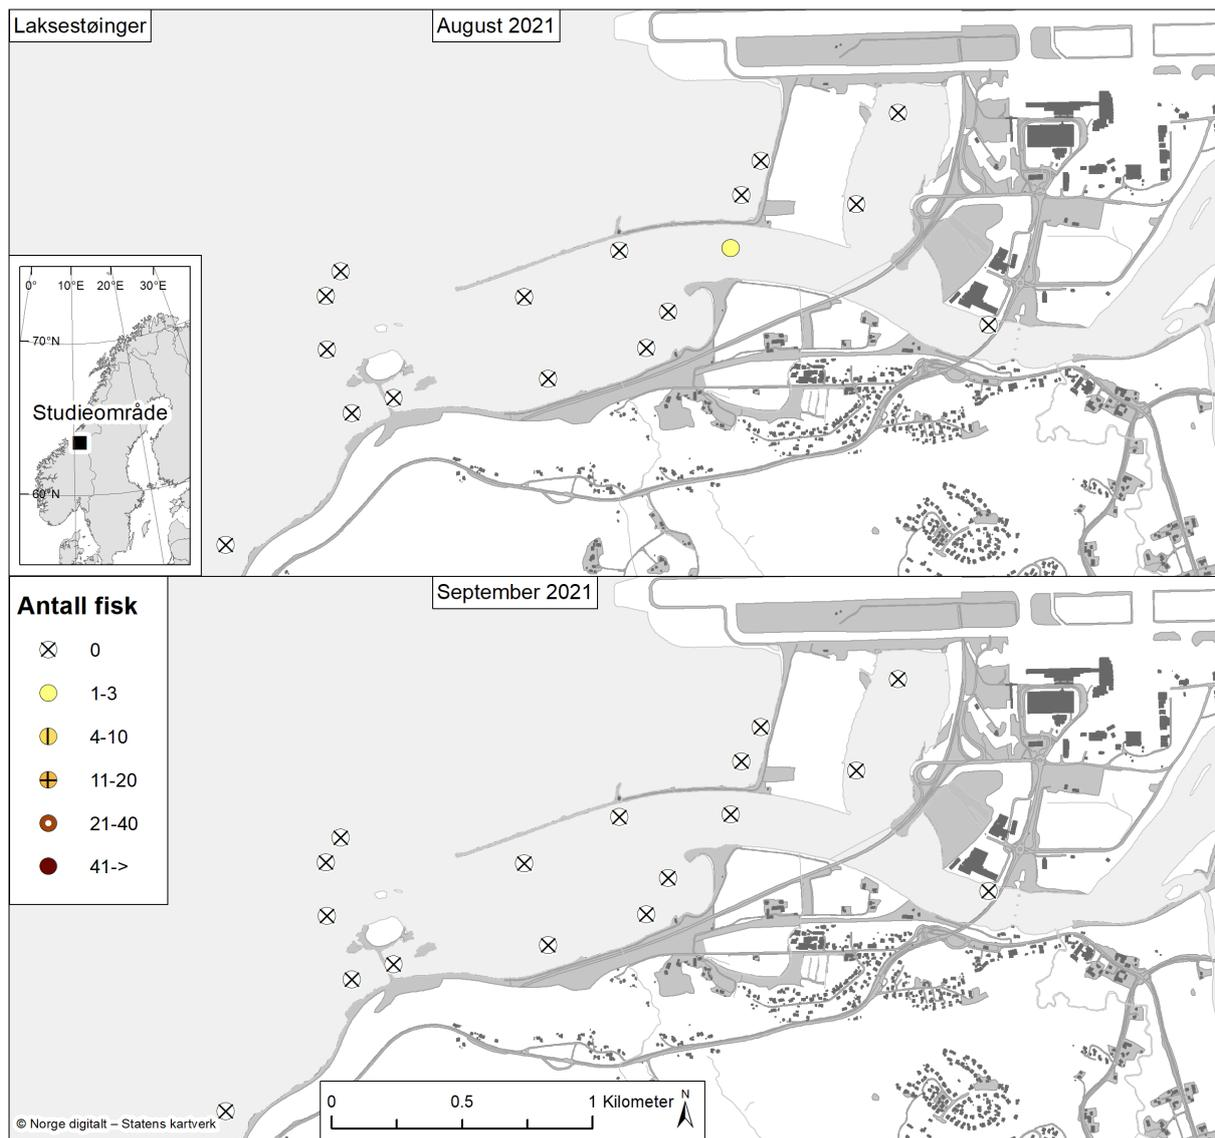 Laksestøinger
August 2021
0° 10°E 20°E 30°E
70°N
Studieområde
60°N
September 2021
Antall fisk
0
1-3
4-10
11-20
21-40
41->
0 0.5 1 Kilometer
N
© Norge digitalt – Statens kartverk